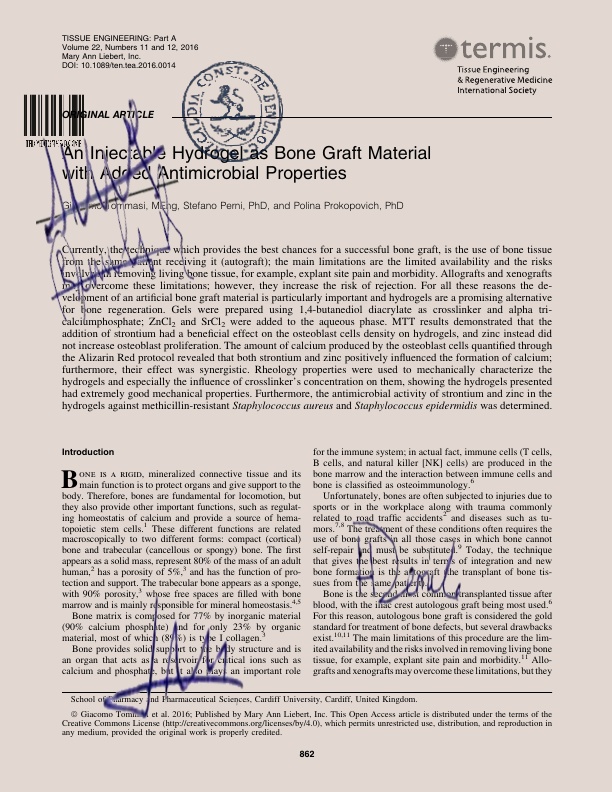 TISSUE ENGINEERING: Part A
Volume 22, Numbers 11 and 12, 2016
Mary Ann Liebert, Inc.
DOI: 10.1089/ten.tea.2016.0014
termis.
Tissue Engineering
& Regenerative Medicine
International Society
ORIGINAL ARTICLE
An Injectable Hydrogel as Bone Graft Material
with Added Antimicrobial Properties
Tommasi, MEng, Stefano Perni, PhD, and Polina Prokopovich, PhD
Currently, the technique which provides the best chances for a successful bone graft, is the use of bone tissue
from the same patient receiving it (autograft); the main limitations are the limited availability and the risks
involved in removing living bone tissue, for example, explant site pain and morbidity. Allografts and xenografts
may overcome these limitations; however, they increase the risk of rejection. For all these reasons the de-
velopment of an artificial bone graft material is particularly important and hydrogels are a promising alternative
for bone regeneration. Gels were prepared using 1,4-butanediol diacrylate as crosslinker and alpha tri-
calciumphosphate; ZnCl2 and SrCl2 were added to the aqueous phase. MTT results demonstrated that the
addition of strontium had a beneficial effect on the osteoblast cells density on hydrogels, and zinc instead did
not increase osteoblast proliferation. The amount of calcium produced by the osteoblast cells quantified through
the Alizarin Red protocol revealed that both strontium and zinc positively influenced the formation of calcium;
furthermore, their effect was synergistic. Rheology properties were used to mechanically characterize the
hydrogels and especially the influence of crosslinker's concentration on them, showing the hydrogels presented
had extremely good mechanical properties. Furthermore, the antimicrobial activity of strontium and zinc in the
hydrogels against methicillin-resistant Staphylococcus aureus and Staphylococcus epidermidis was determined.
Introduction
Bone is a rigid, mineralized connective tissue and its
main function is to protect organs and give support to the
body. Therefore, bones are fundamental for locomotion, but
they also provide other important functions, such as regulat-
ing homeostatis of calcium and provide a source of hema-
topoietic stem cells.1 These different functions are related
macroscopically to two different forms: compact (cortical)
bone and trabecular (cancellous or spongy) bone. The first
appears as a solid mass, represent 80% of the mass of an adult
human,2 has a porosity of 5%,3 and has the function of pro-
tection and support. The trabecular bone appears as a sponge,
with 90% porosity,3 whose free spaces are filled with bone
marrow and is mainly responsible for mineral homeostasis.4,5
Bone matrix is composed for 77% by inorganic material
(90% calcium phosphate) and for only 23% by organic
material, most of which (89%) is type I collagen.3
Bone provides solid support to the body structure and is
an organ that acts as a reservoir for critical ions such as
calcium and phosphate, but it also plays an important role
for the immune system; in actual fact, immune cells (T cells,
B cells, and natural killer [NK] cells) are produced in the
bone marrow and the interaction between immune cells and
bone is classified as osteoimmunology.6
Unfortunately, bones are often subjected to injuries due to
sports or in the workplace along with trauma commonly
related to road traffic accidents2 and diseases such as tu-
mors.7,8 The treatment of these conditions often requires the
use of bone grafts in all those cases in which bone cannot
self-repair and must be substituted.9 Today, the technique
that gives the best results in terms of integration and new
bone formation is the autograft (the transplant of bone tis-
sues from the same patient).
Bone is the second most common transplanted tissue after
blood, with the iliac crest autologous graft being most used.6
For this reason, autologous bone graft is considered the gold
standard for treatment of bone defects, but several drawbacks
exist.10,11 The main limitations of this procedure are the lim-
ited availability and the risks involved in removing living bone
tissue, for example, explant site pain and morbidity.11 Allo-
grafts and xenografts may overcome these limitations, but they
School of Pharmacy and Pharmaceutical Sciences, Cardiff University, Cardiff, United Kingdom.
© Giacomo Tommasi et al. 2016; Published by Mary Ann Liebert, Inc. This Open Access article is distributed under the terms of the
Creative Commons License (http://creativecommons.org/licenses/by/4.0), which permits unrestricted use, distribution, and reproduction in
any medium, provided the original work is properly credited.
862